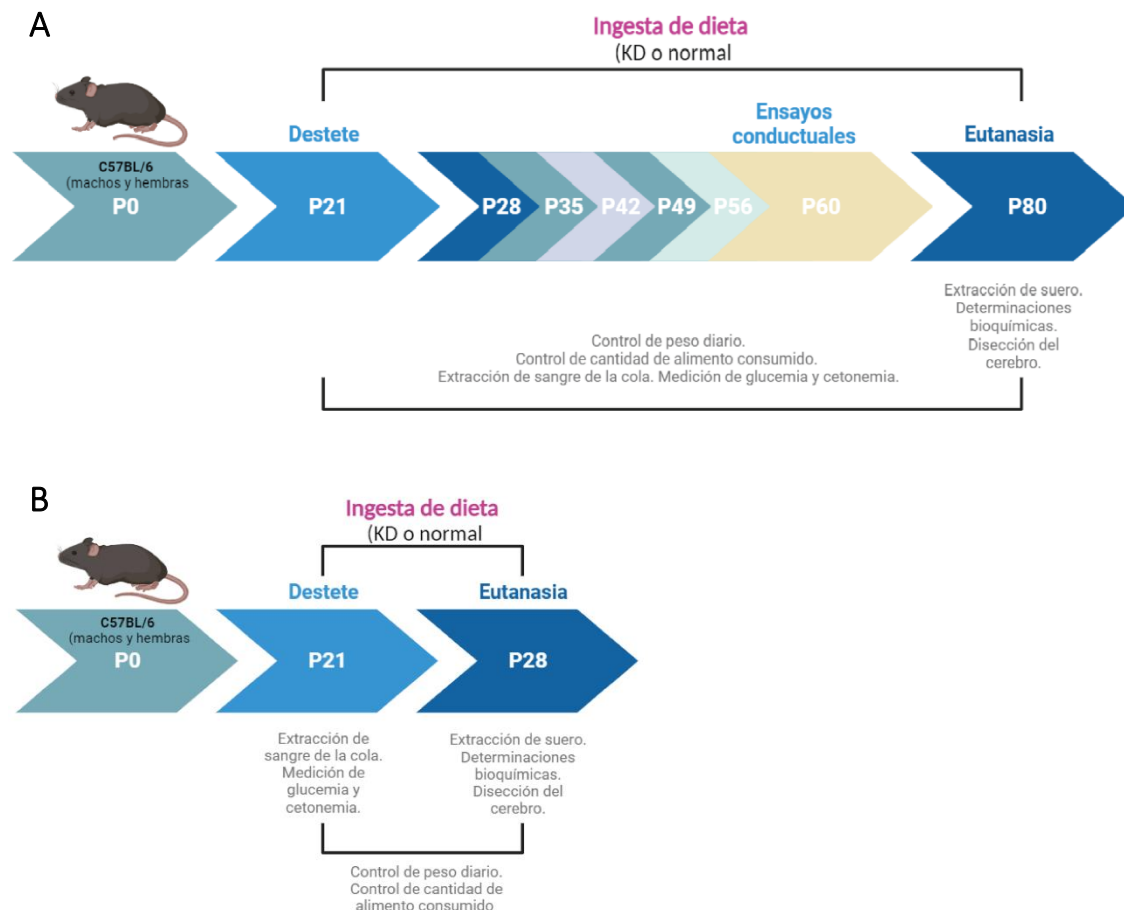 A
Ingesta de dieta
(KD o normal
Destete
Ensayos
conductuales
Eutanasia
C57BL/6
(machos y hembras
P0
P21
P28
P35
P42
P49
P56
P60
P80
Extracción de suero.
Determinaciones
bioquímicas.
Disección del
cerebro.
Control de peso diario.
Control de cantidad de alimento consumido.
Extracción de sangre de la cola. Medición de glucemia y cetonemia.
B
Ingesta de dieta
(KD o normal
Destete
Eutanasia
C57BL/6
(machos y hembras
P0
P21
P28
Extracción de
sangre de la cola.
Medición de
glucemia y
cetonemia.
Extracción de suero.
Determinaciones
bioquímicas.
Disección del
cerebro.
Control de peso diario.
Control de cantidad de
alimento consumido